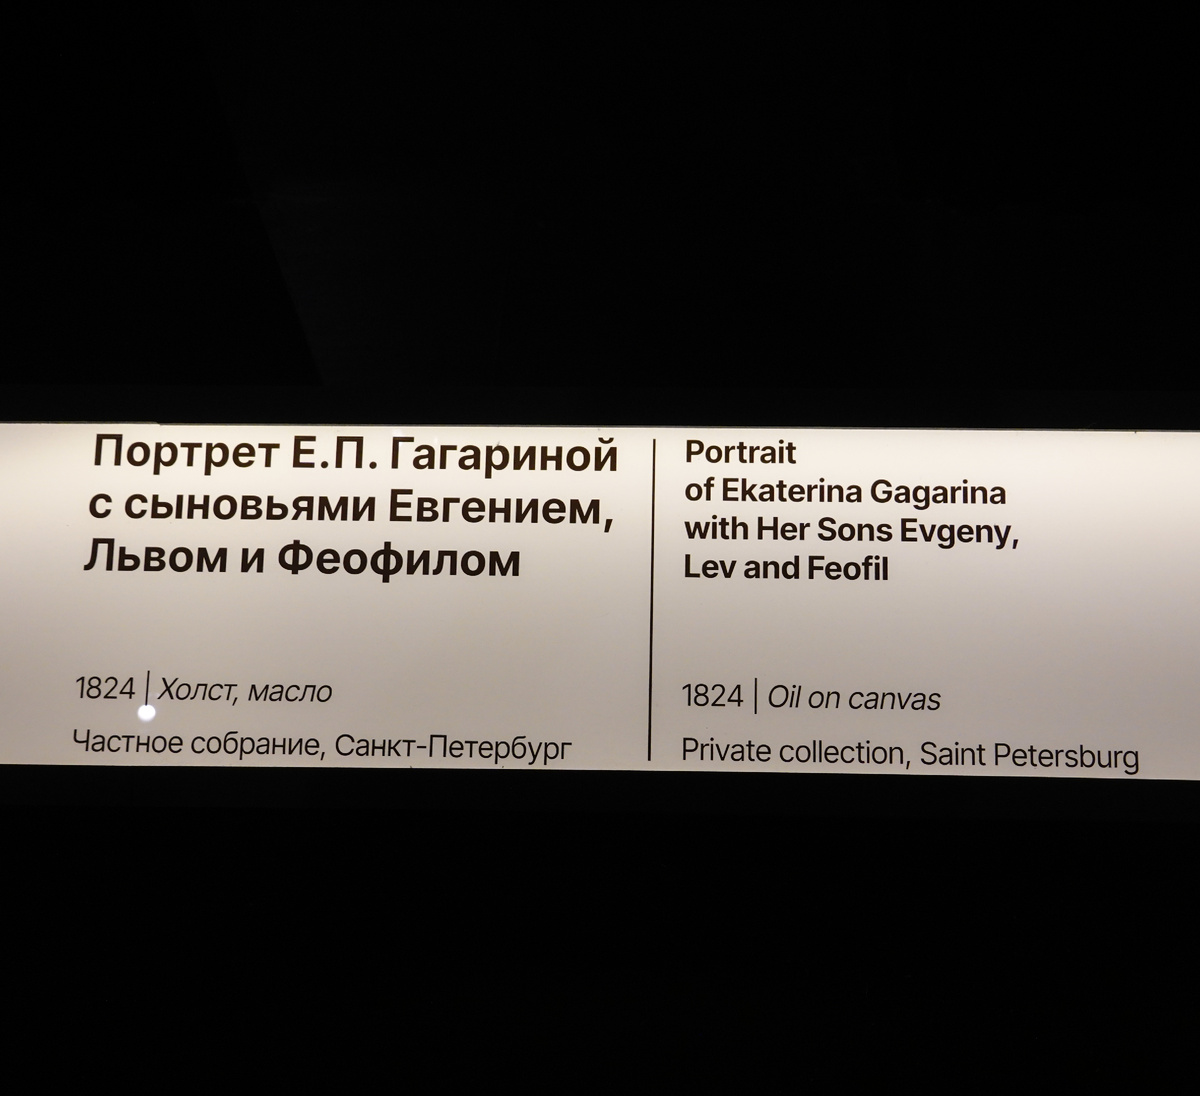 Портрет Е.П. Гагариной
с сыновьями Евгением,
Львом и Феофилом
1824 | Холст, масло
Частное собрание, Санкт-Петербург
Portrait
of Ekaterina Gagarina
with Her Sons Evgeny,
Lev and Feofil
1824 | Oil on canvas
Private collection, Saint Petersburg